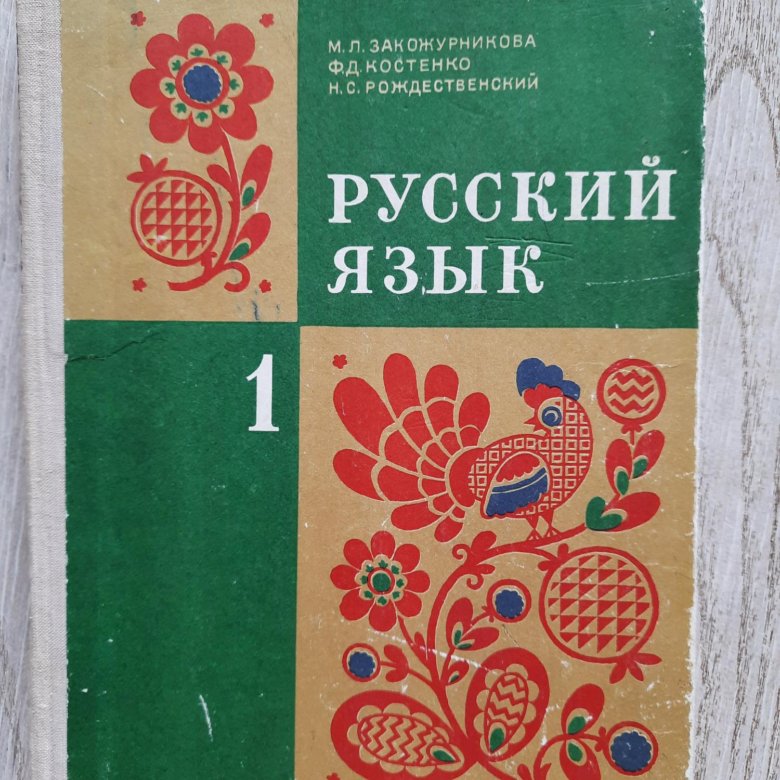 М.Л. ЗАКОЖУРНИКОВА
Ф.Д. КОСТЕНКО
Н.С. РОЖДЕСТВЕНСКИЙ
РУССКИЙ
ЯЗЫК
1